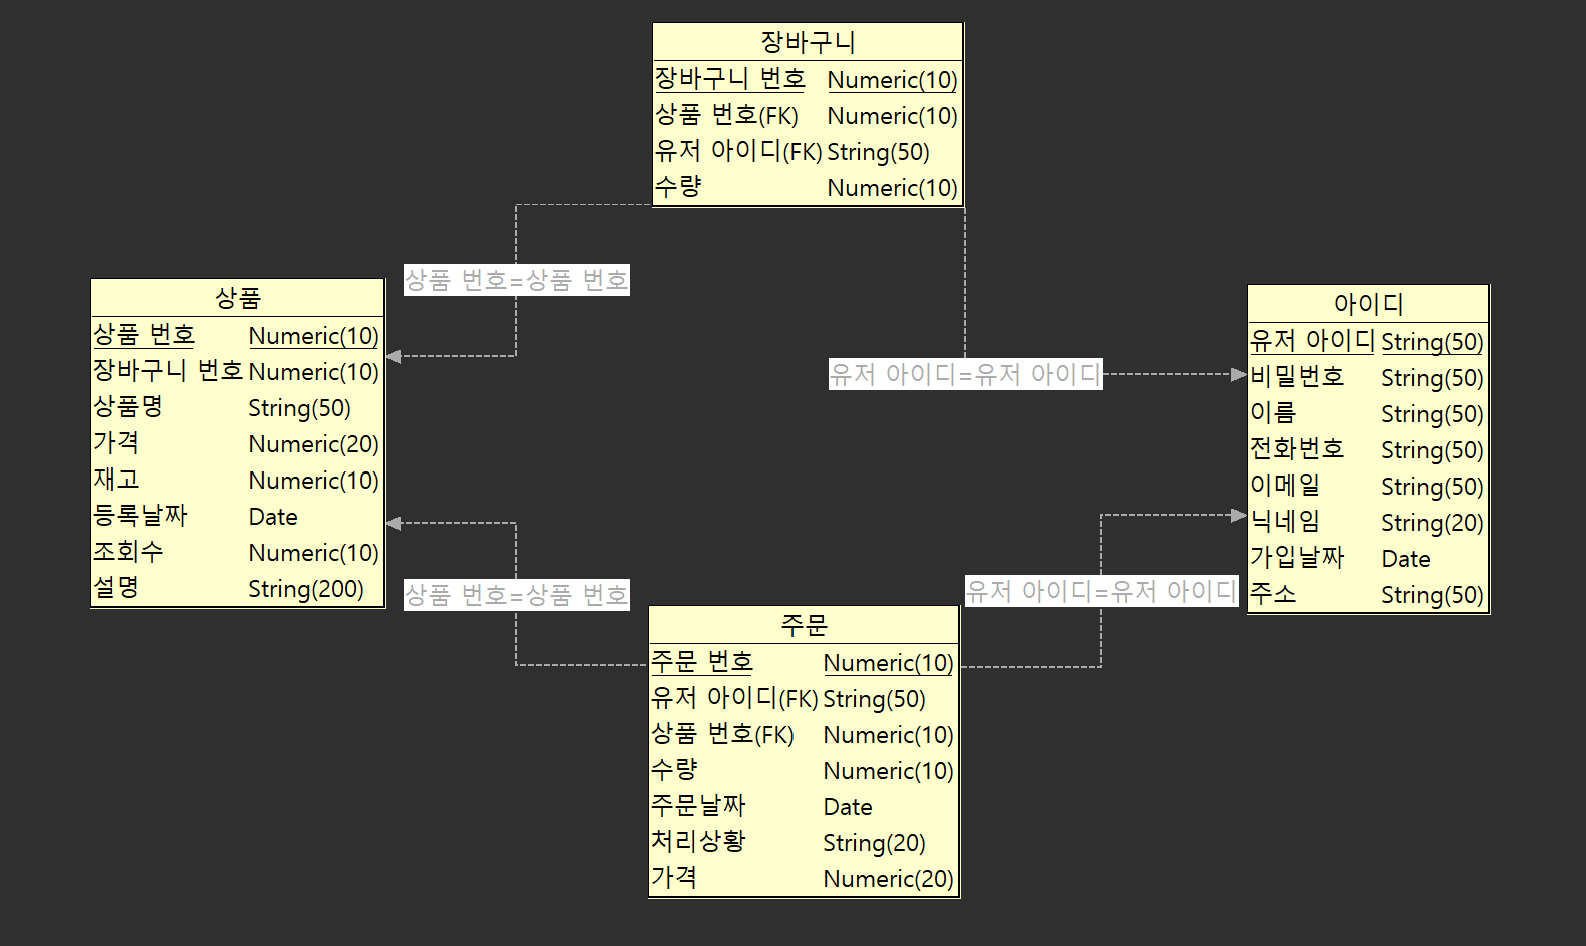 장바구니
장바구니 번호 Numeric(10)
상품 번호(FK) Numeric(10)
유저 아이디(FK) String(50)
수량 Numeric(10)
상품 번호=상품 번호
유저 아이디=유저 아이디
상품
상품 번호 Numeric(10)
장바구니 번호 Numeric(10)
상품명 String(50)
가격 Numeric(20)
재고 Numeric(10)
등록날짜 Date
조회수 Numeric(10)
설명 String(200)
아이디
유저 아이디 String(50)
비밀번호 String(50)
이름 String(50)
전화번호 String(50)
이메일 String(50)
닉네임 String(20)
가입날짜 Date
주소 String(50)
상품 번호=상품 번호
유저 아이디=유저 아이디
주문
주문 번호 Numeric(10)
유저 아이디(FK) String(50)
상품 번호(FK) Numeric(10)
수량 Numeric(10)
주문날짜 Date
처리상황 String(20)
가격 Numeric(20)